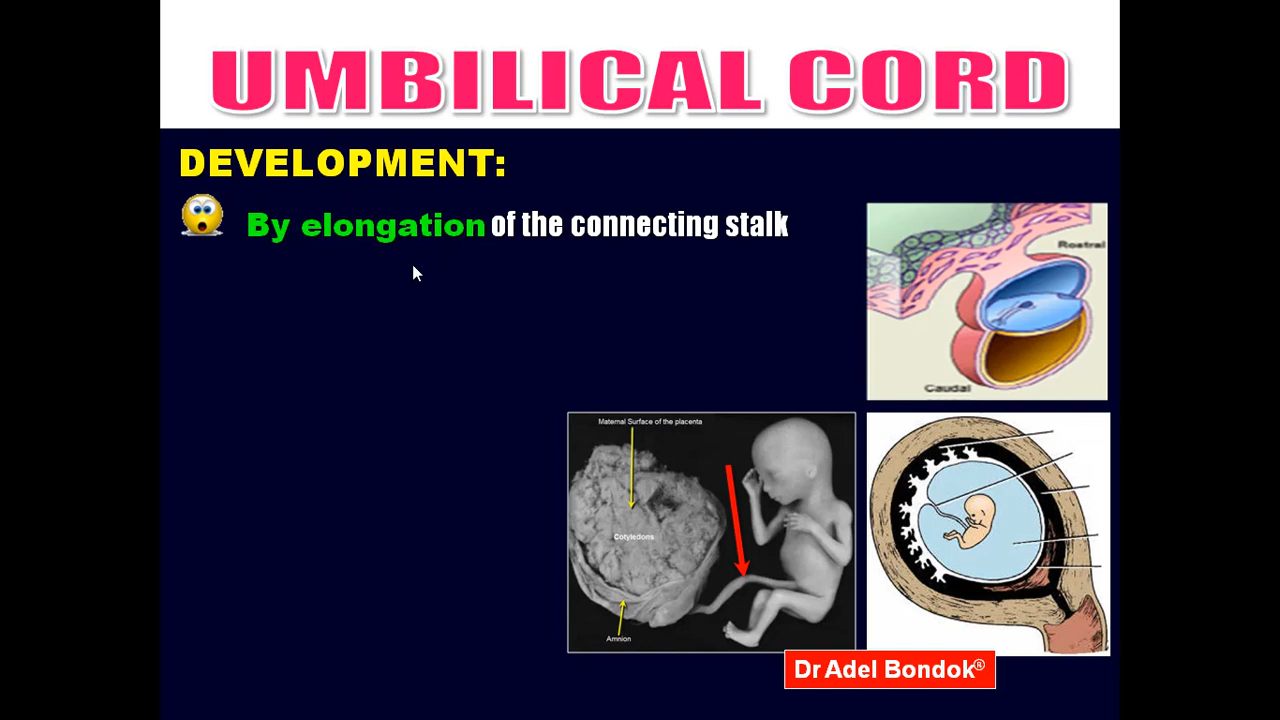 UMBILICAL CORD
DEVELOPMENT:
By elongation of the connecting stalk
Rostral
Caudal
Maternal Surface of the placenta
Cotyledons
Amnion
Dr Adel Bondok®